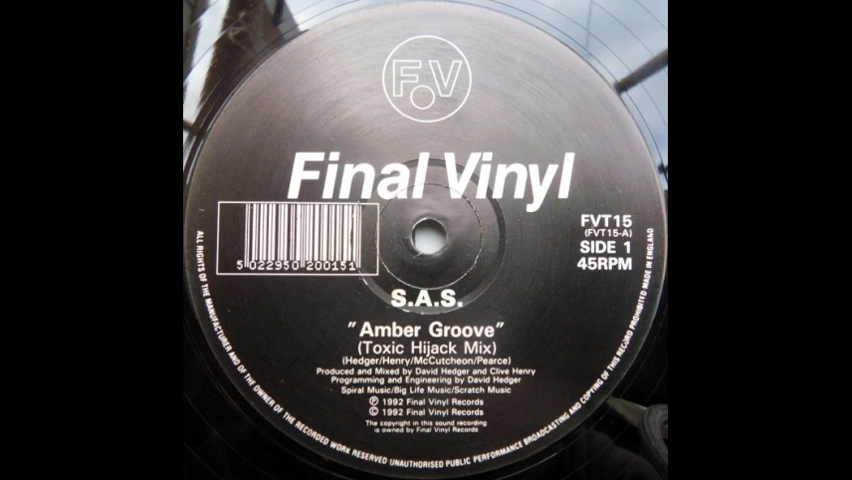 F.V
Final Vinyl
5 022950 200151
FVT15
(FVT15-A)
SIDE 1
45RPM
S.A.S.
"Amber Groove"
(Toxic Hijack Mix)
(Hedger/Henry/McCutcheon/Pearce)
Produced and Mixed by David Hedger and Clive Henry
Programming and Engineering by David Hedger
Spiral Music/Big Life Music/Scratch Music
Ⓟ 1992 Final Vinyl Records
© 1992 Final Vinyl Records
The copyright in this sound recording
is owned by Final Vinyl Records
ALL RIGHTS OF THE MANUFACTURER AND OF THE OWNER OF THE RECORDED WORK RESERVED UNAUTHORISED PUBLIC PERFORMANCE BROADCASTING AND COPYING OF THIS RECORD PROHIBITED MADE IN ENGLAND